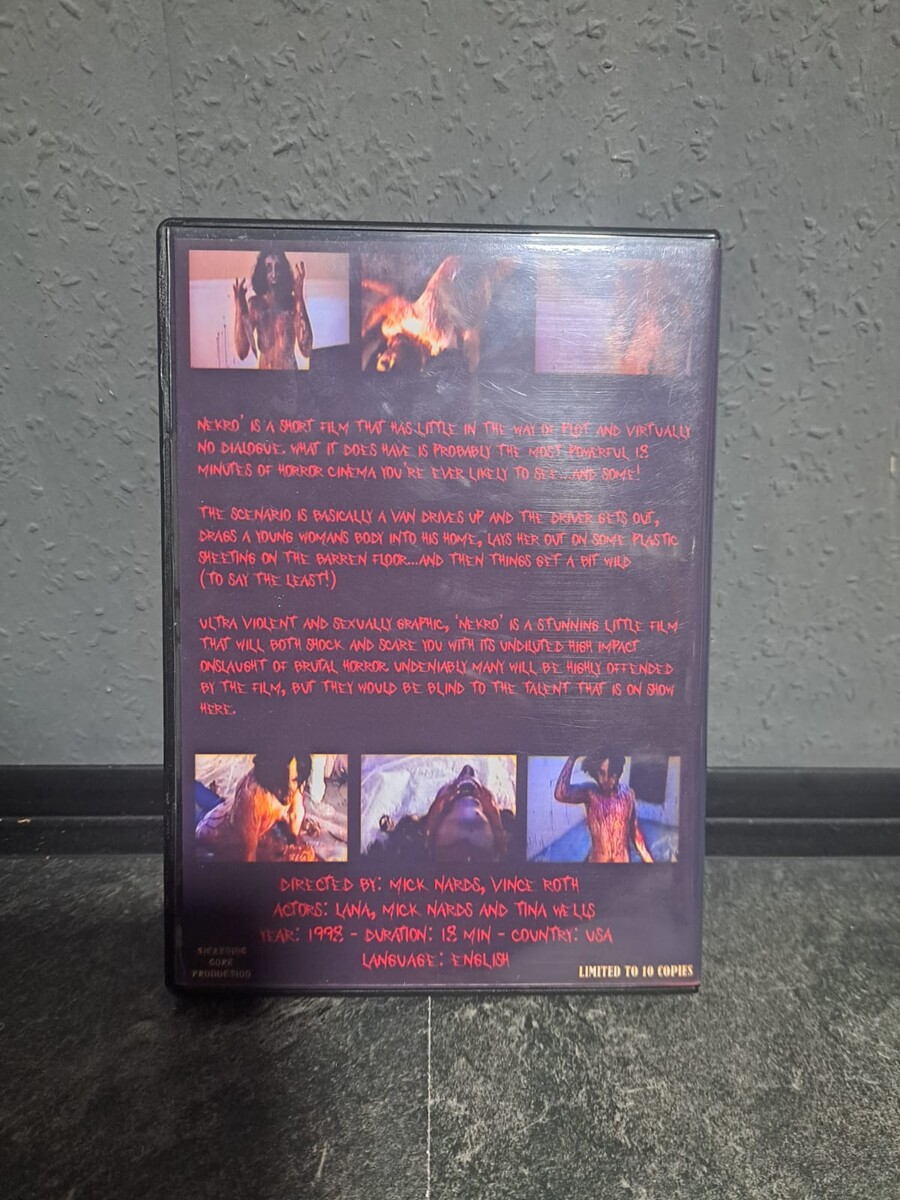 NEKRO' IS A SHORT FILM THAT HAS LITTLE IN THE WAY OF PLOT AND VIRTUALLY
NO DIALOGUE. WHAT IT DOES HAVE IS PROBABLY THE MOST POWERFUL 18
MINUTES OF HORROR CINEMA YOU'RE EVER LIKELY TO SEE...AND SOME!
THE SCENARIO IS BASICALLY A VAN DRIVES UP AND THE DRIVER GETS OUT,
DRAGS A YOUNG WOMANS BODY INTO HIS HOME, LAYS HER OUT ON SOME PLASTIC
SHEETING ON THE BARREN FLOOR...AND THEN THINGS GET A BIT WILD
(TO SAY THE LEAST!)
ULTRA VIOLENT AND SEXUALLY GRAPHIC, 'NEKRO' IS A STUNNING LITTLE FILM
THAT WILL BOTH SHOCK AND SCARE YOU WITH ITS UNDILUTED HIGH IMPACT
ONSLAUGHT OF BRUTAL HORROR. UNDENIABLY MANY WILL BE HIGHLY OFFENDED
BY THE FILM, BUT THEY WOULD BE BLIND TO THE TALENT THAT IS ON SHOW
HERE.
DIRECTED BY: MICK NARDS, VINCE ROTH
ACTORS: LANA, MICK NARDS AND TINA WELLS
YEAR: 1998 - DURATION: 18 MIN - COUNTRY: USA
LANGUAGE: ENGLISH
SICKENING
GORE
PRODUCTION
LIMITED TO 10 COPIES